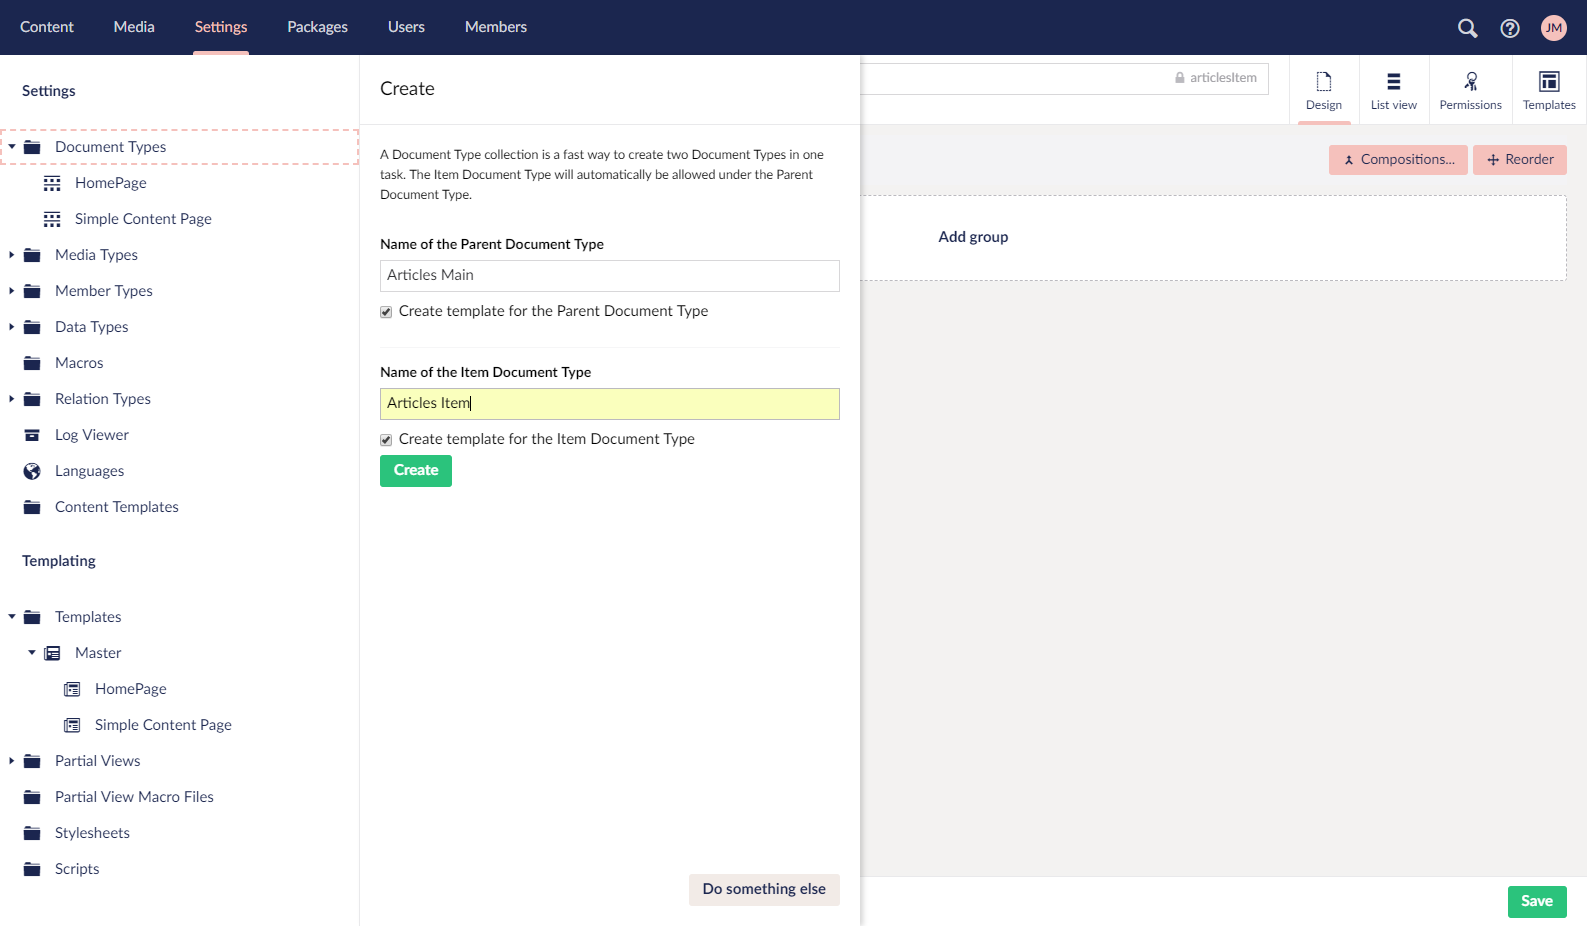 Content Media Settings Packages Users Members JM
Settings
Document Types
HomePage
Simple Content Page
Media Types
Member Types
Data Types
Macros
Relation Types
Log Viewer
Languages
Content Templates
Templating
Templates
Master
HomePage
Simple Content Page
Partial Views
Partial View Macro Files
Stylesheets
Scripts
Create
A Document Type collection is a fast way to create two Document Types in one
task. The Item Document Type will automatically be allowed under the Parent
Document Type.
Name of the Parent Document Type
Articles Main
Create template for the Parent Document Type
Name of the Item Document Type
Articles Item
Create template for the Item Document Type
Create
Do something else
articlesItem
Design List view Permissions Templates
Compositions... Reorder
Add group
Save